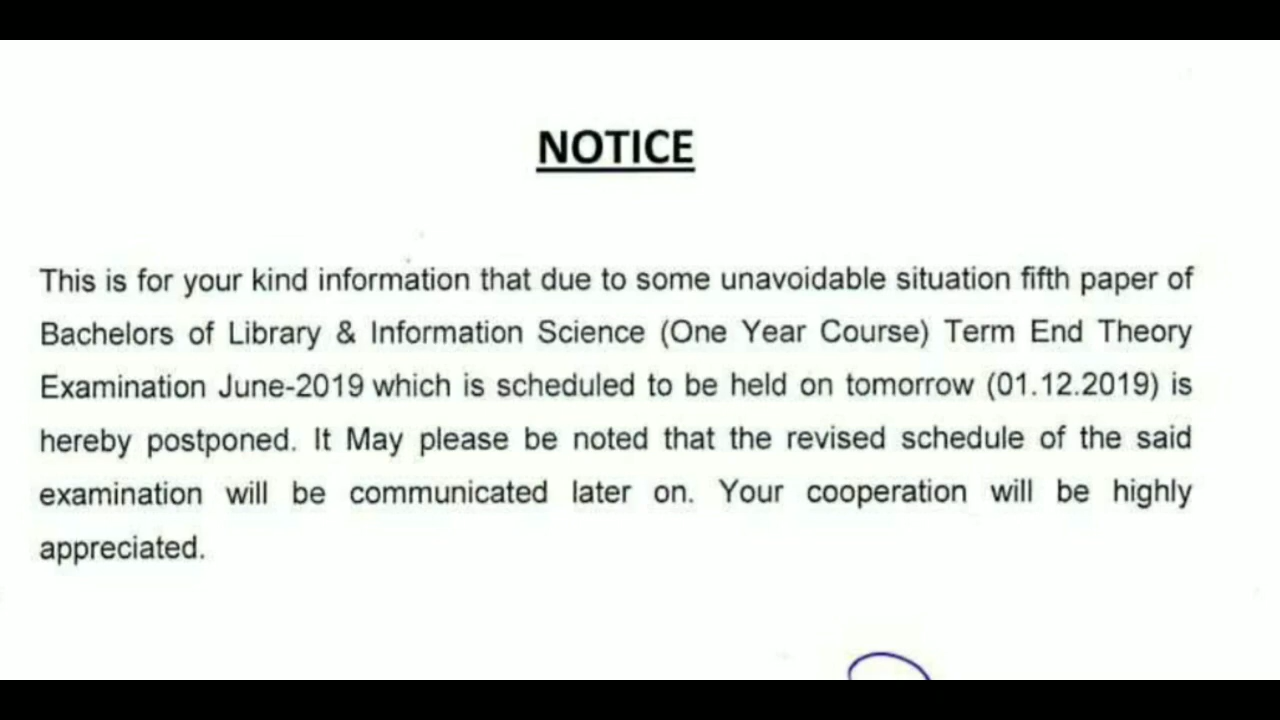 NOTICE
This is for your kind information that due to some unavoidable situation fifth paper of
Bachelors of Library & Information Science (One Year Course) Term End Theory
Examination June-2019 which is scheduled to be held on tomorrow (01.12.2019) is
hereby postponed. It May please be noted that the revised schedule of the said
examination will be communicated later on. Your cooperation will be highly
appreciated.